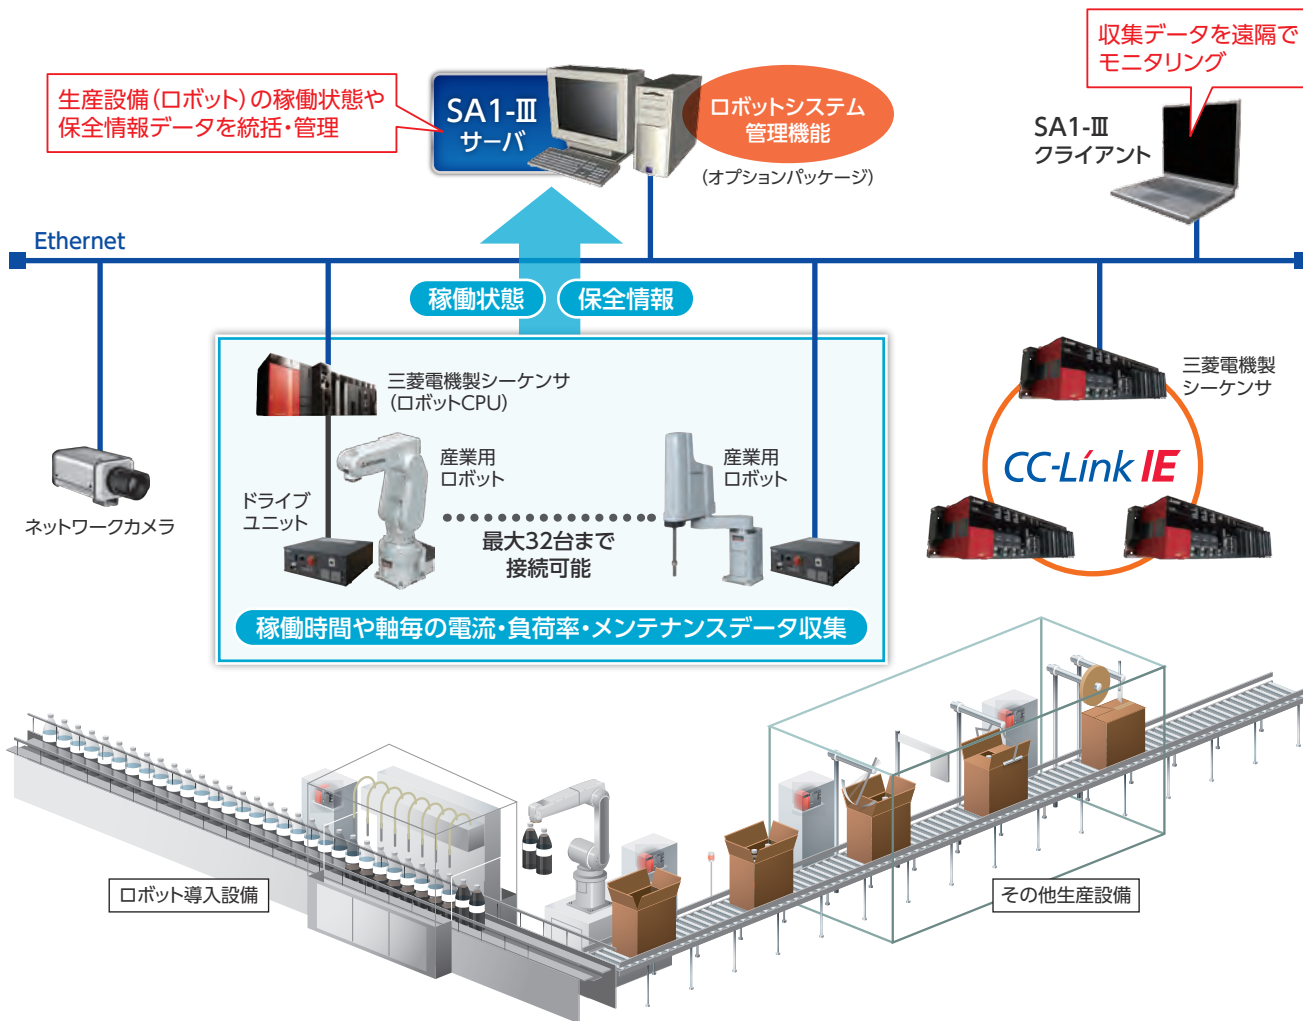 収集データを遠隔で
モニタリング
生産設備（ロボット）の稼働状態や
保全情報データを統括・管理
SA1-Ⅲ
サーバ
ロボットシステム
管理機能
（オプションパッケージ）
SA1-Ⅲ
クライアント
Ethernet
稼働状態
保全情報
三菱電機製シーケンサ
（ロボットCPU）
三菱電機製
シーケンサ
産業用
ロボット
産業用
ロボット
CC-Link IE
ドライブ
ユニット
ネットワークカメラ
最大32台まで
接続可能
稼働時間や軸毎の電流・負荷率・メンテナンスデータ収集
ロボット導入設備
その他生産設備